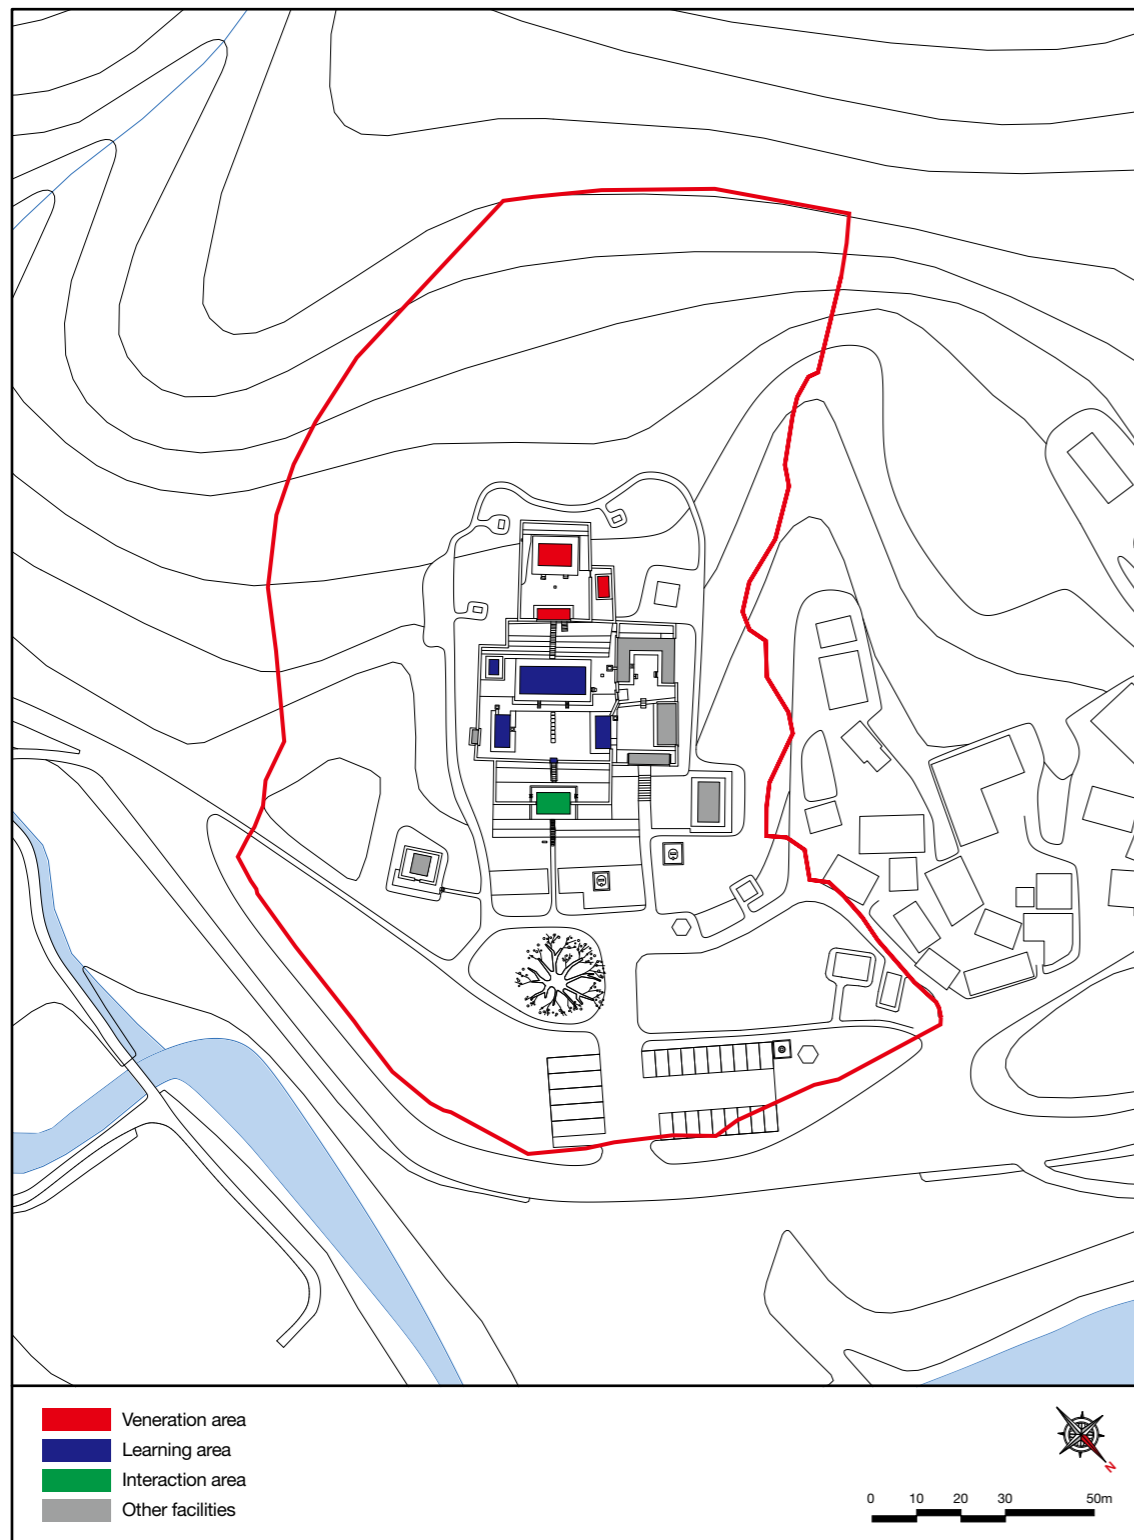 Veneration area
Learning area
Interaction area
Other facilities
N
0 10 20 30 50m